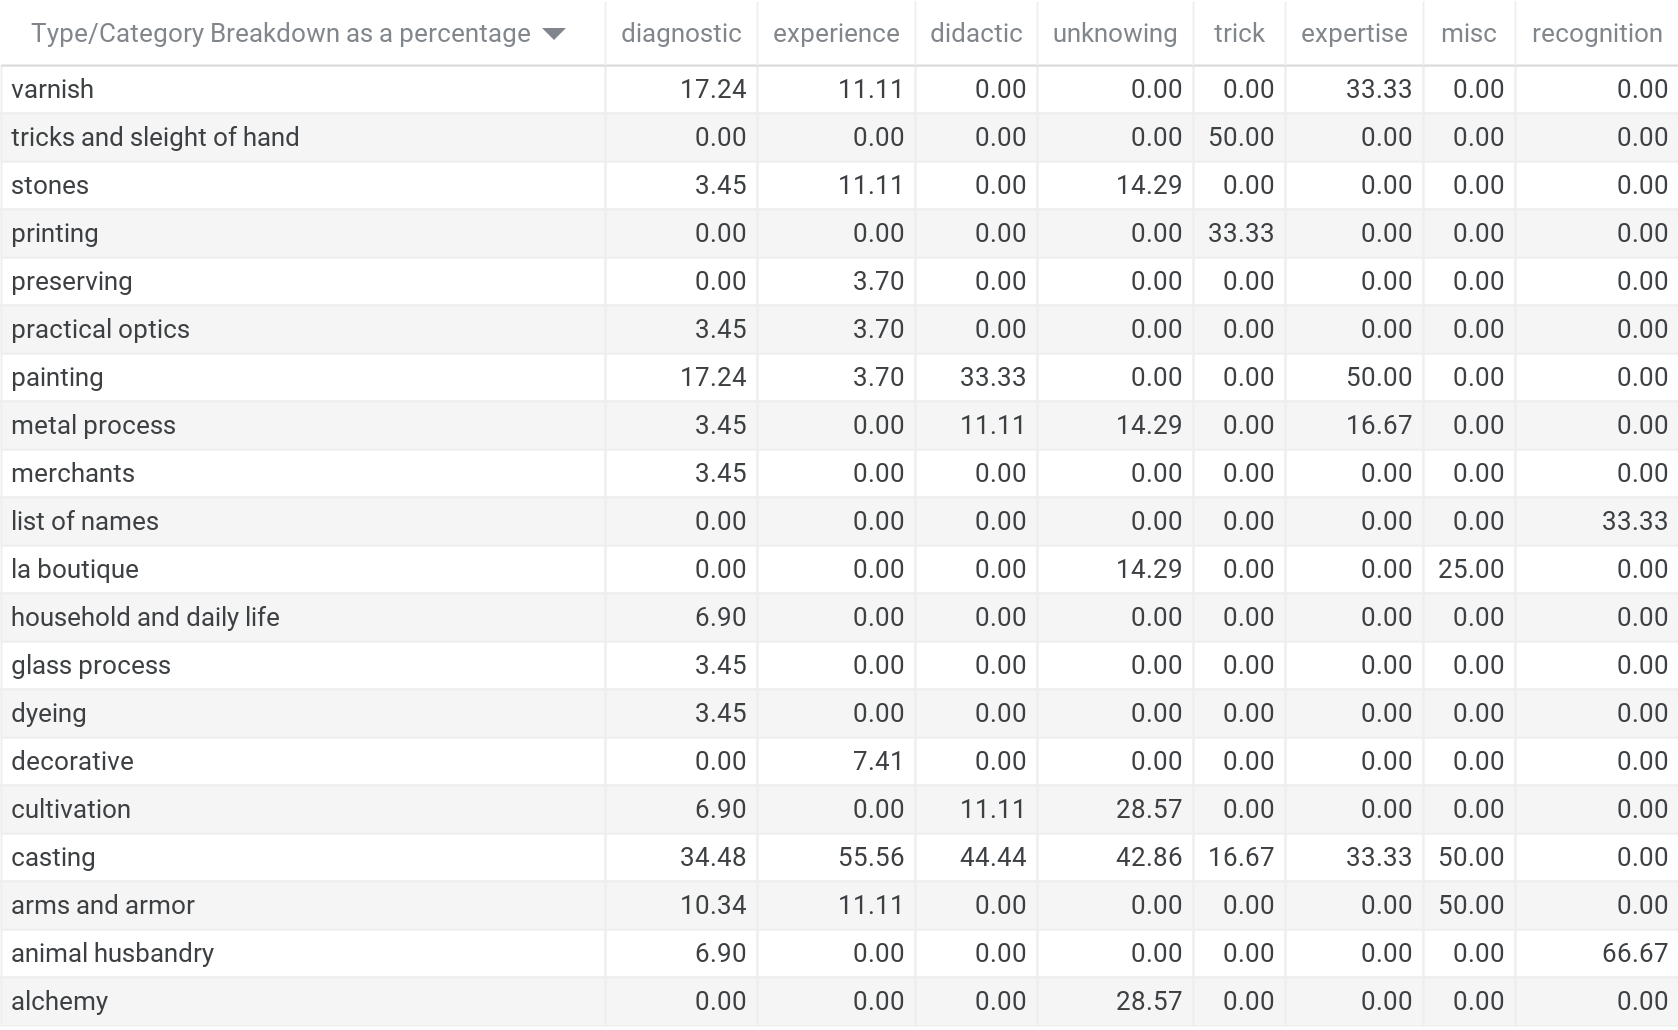 Type/Category Breakdown as a percentage diagnostic experience didactic unknowing trick expertise misc recognition
varnish 17.24 11.11 0.00 0.00 0.00 33.33 0.00 0.00
tricks and sleight of hand 0.00 0.00 0.00 0.00 50.00 0.00 0.00 0.00
stones 3.45 11.11 0.00 14.29 0.00 0.00 0.00 0.00
printing 0.00 0.00 0.00 0.00 33.33 0.00 0.00 0.00
preserving 0.00 3.70 0.00 0.00 0.00 0.00 0.00 0.00
practical optics 3.45 3.70 0.00 0.00 0.00 0.00 0.00 0.00
painting 17.24 3.70 33.33 0.00 0.00 50.00 0.00 0.00
metal process 3.45 0.00 11.11 14.29 0.00 16.67 0.00 0.00
merchants 3.45 0.00 0.00 0.00 0.00 0.00 0.00 0.00
list of names 0.00 0.00 0.00 0.00 0.00 0.00 0.00 33.33
la boutique 0.00 0.00 0.00 14.29 0.00 0.00 25.00 0.00
household and daily life 6.90 0.00 0.00 0.00 0.00 0.00 0.00 0.00
glass process 3.45 0.00 0.00 0.00 0.00 0.00 0.00 0.00
dyeing 3.45 0.00 0.00 0.00 0.00 0.00 0.00 0.00
decorative 0.00 7.41 0.00 0.00 0.00 0.00 0.00 0.00
cultivation 6.90 0.00 11.11 28.57 0.00 0.00 0.00 0.00
casting 34.48 55.56 44.44 42.86 16.67 33.33 50.00 0.00
arms and armor 10.34 11.11 0.00 0.00 0.00 0.00 50.00 0.00
animal husbandry 6.90 0.00 0.00 0.00 0.00 0.00 0.00 66.67
alchemy 0.00 0.00 0.00 28.57 0.00 0.00 0.00 0.00